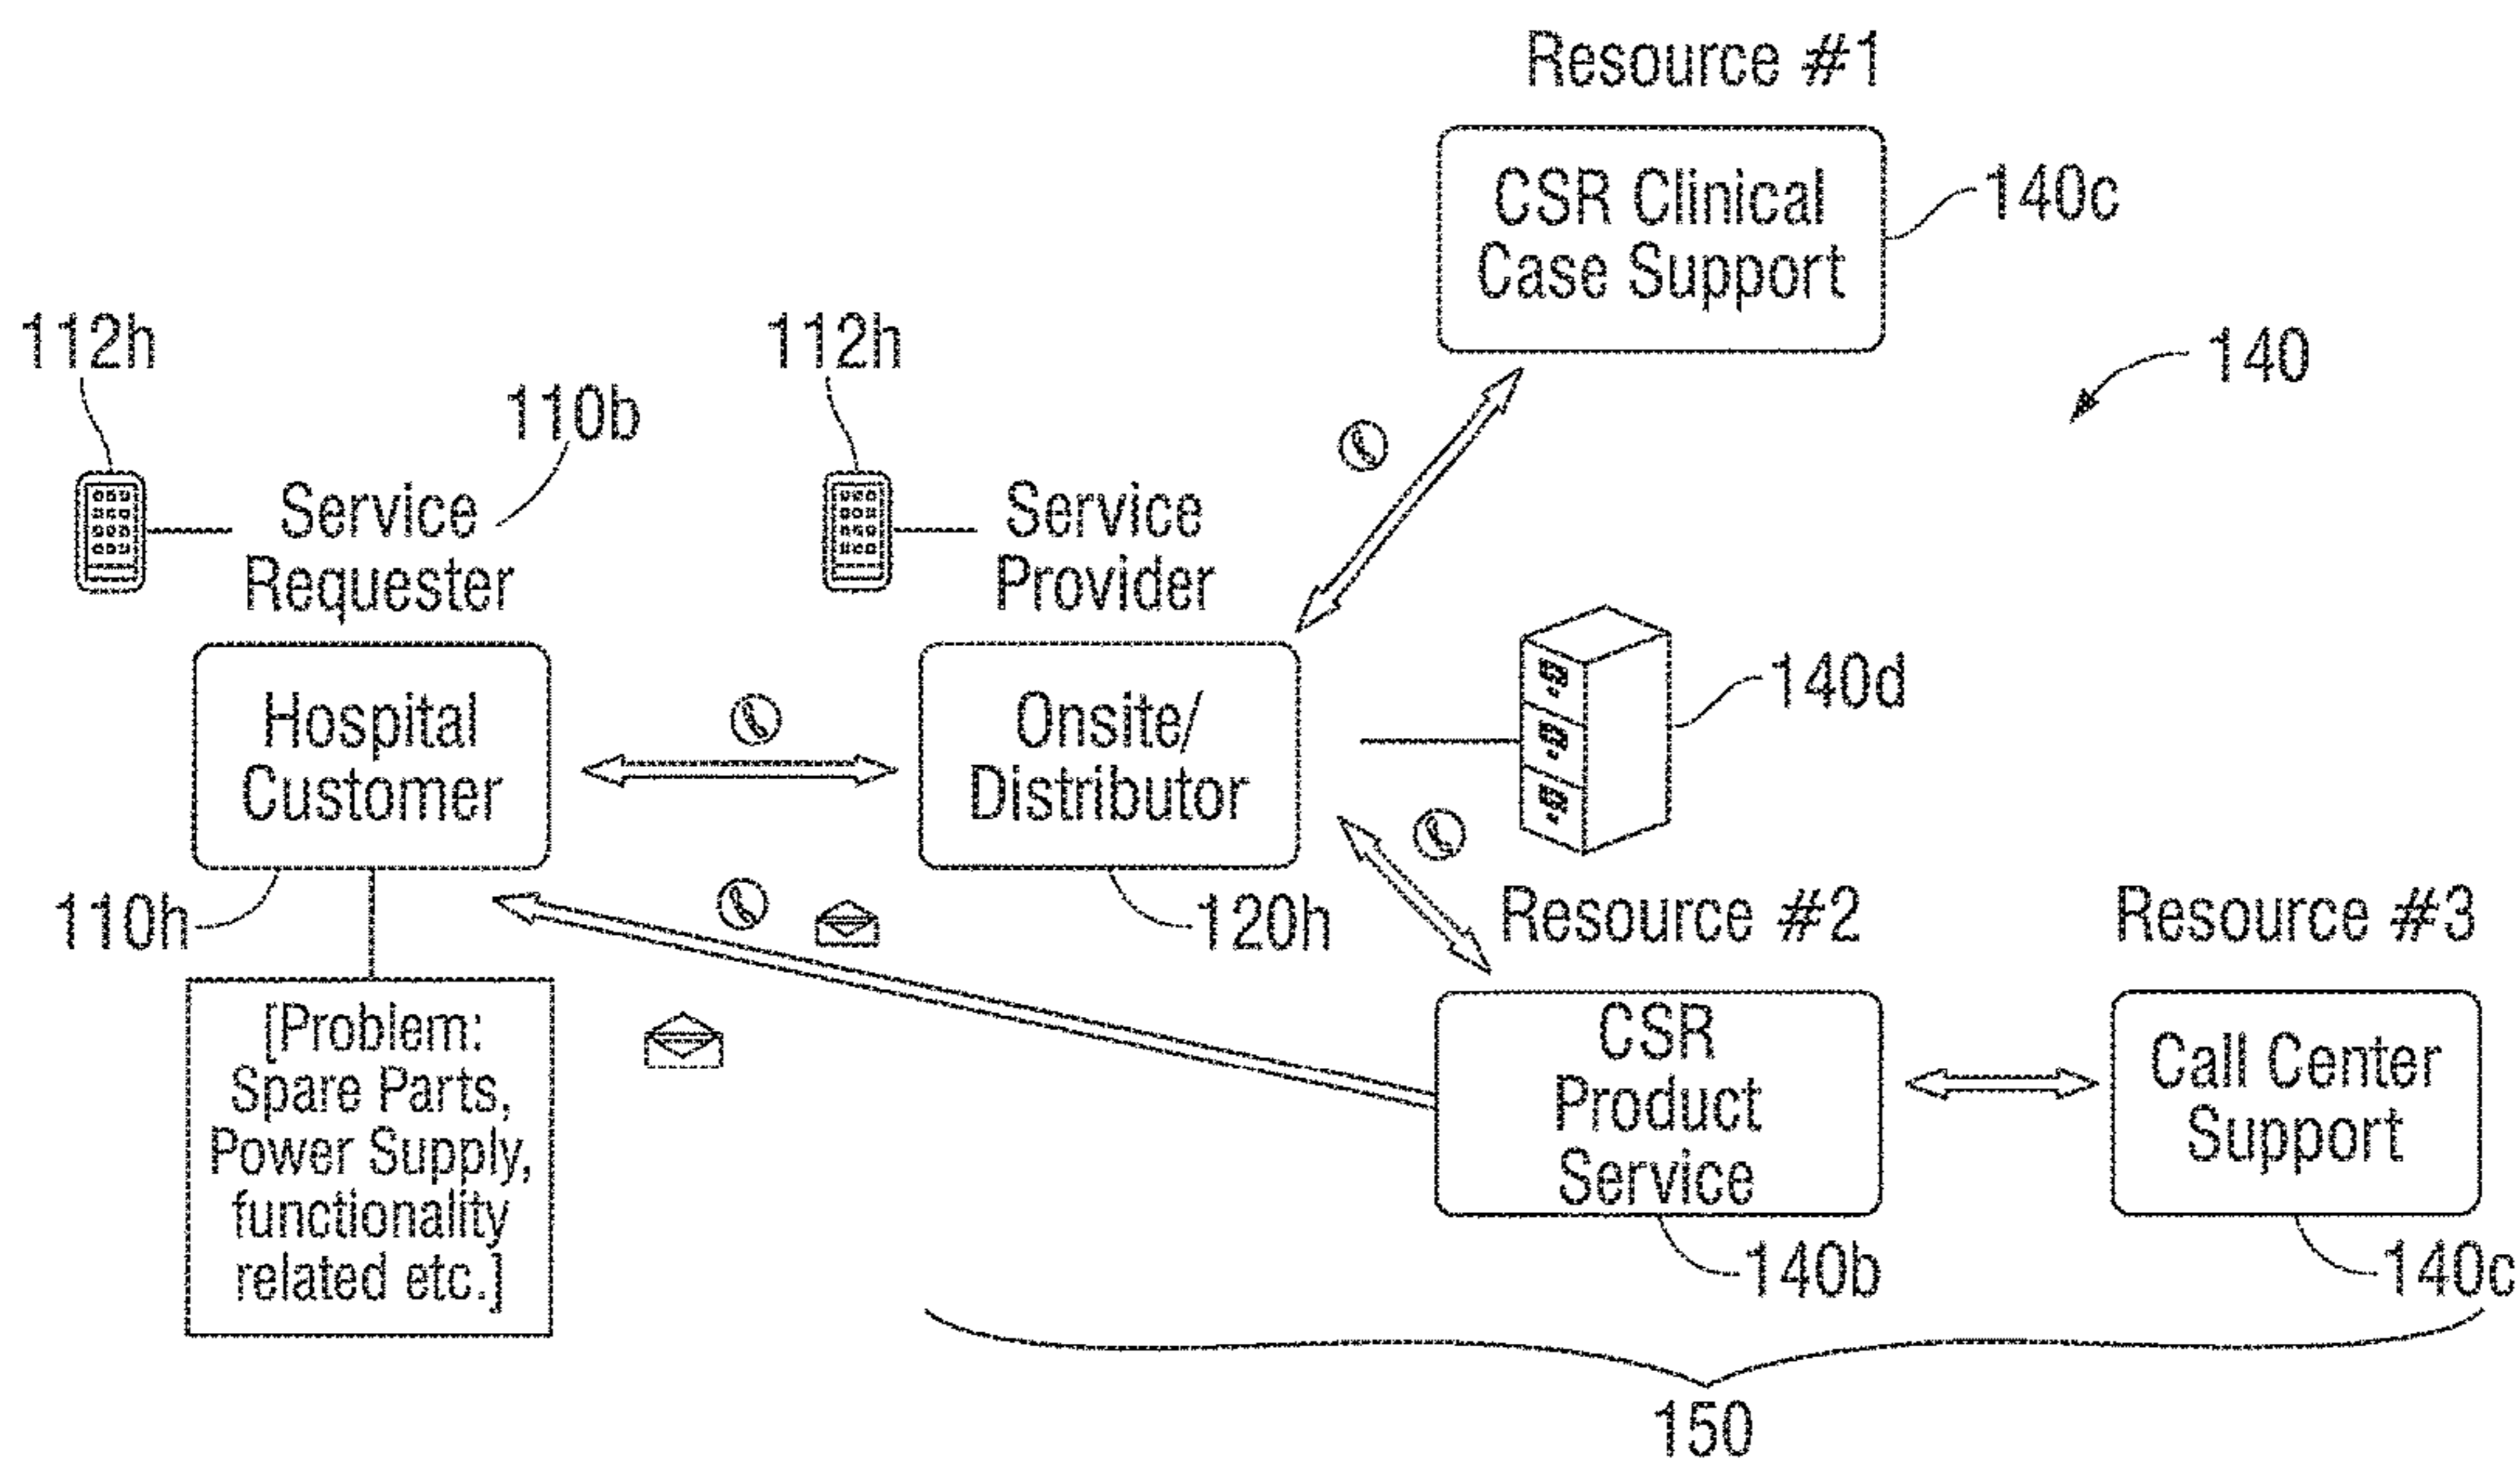 Resource #1
CSR Clinical
Case Support
140c
140
112h
112h
110b
Service
Requester
Service
Provider
Hospital
Customer
Onsite/
Distributor
140d
110h
120h
Resource #2
Resource #3
[Problem:
Spare Parts,
Power Supply,
functionality
related etc.]
CSR
Product
Service
Call Center
Support
140b
140c
150